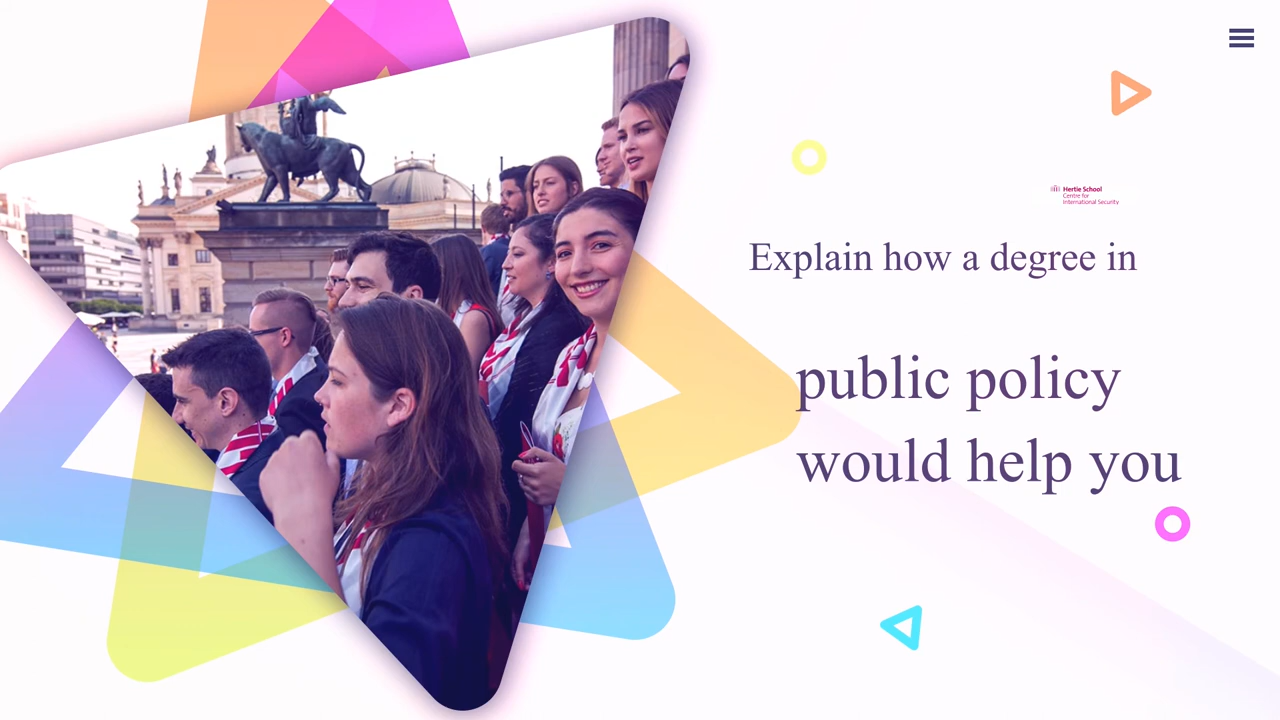 Hertie School
Centre for
International Security
Explain how a degree in
public policy
would help you